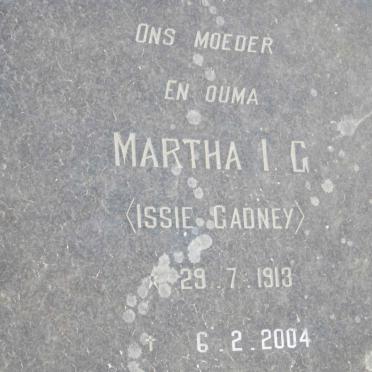 ONS MOEDER
EN OUMA
MARTHA I G
<ISSIE GADNEY>
* 29.7.1913
† 6.2.2004